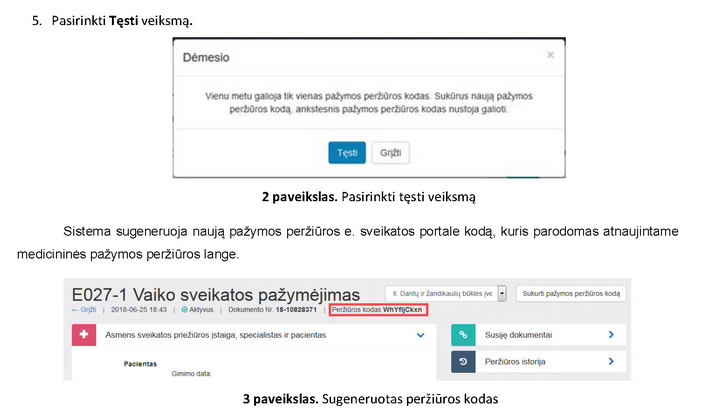 5. Pasirinkti Tęsti veiksmą.
Dėmesio ×
Vienu metu galioja tik vienas pažymos peržiūros kodas. Sukūrus naują pažymos
peržiūros kodą, ankstesnis pažymos peržiūros kodas nustoja galioti.
Tęsti Grįžti
2 paveikslas. Pasirinkti tęsti veiksmą
Sistema sugeneruoja naują pažymos peržiūros e. sveikatos portale kodą, kuris parodomas atnaujintame
medicininės pažymos peržiūros lange.
E027-1 Vaiko sveikatos pažymėjimas
II. Dantų ir žandikaulių būklės įve Sukurti pažymos peržiūros kodą
← Grįžti | 2018-06-25 18:43 | Aktyvus | Dokumento Nr. 18-10828371 | Peržiūros kodas WhYfljCkxn
Asmens sveikatos priežiūros įstaiga, specialistas ir pacientas
Susiję dokumentai
Pacientas
Peržiūros istorija
Gimimo data:
3 paveikslas. Sugeneruotas peržiūros kodas